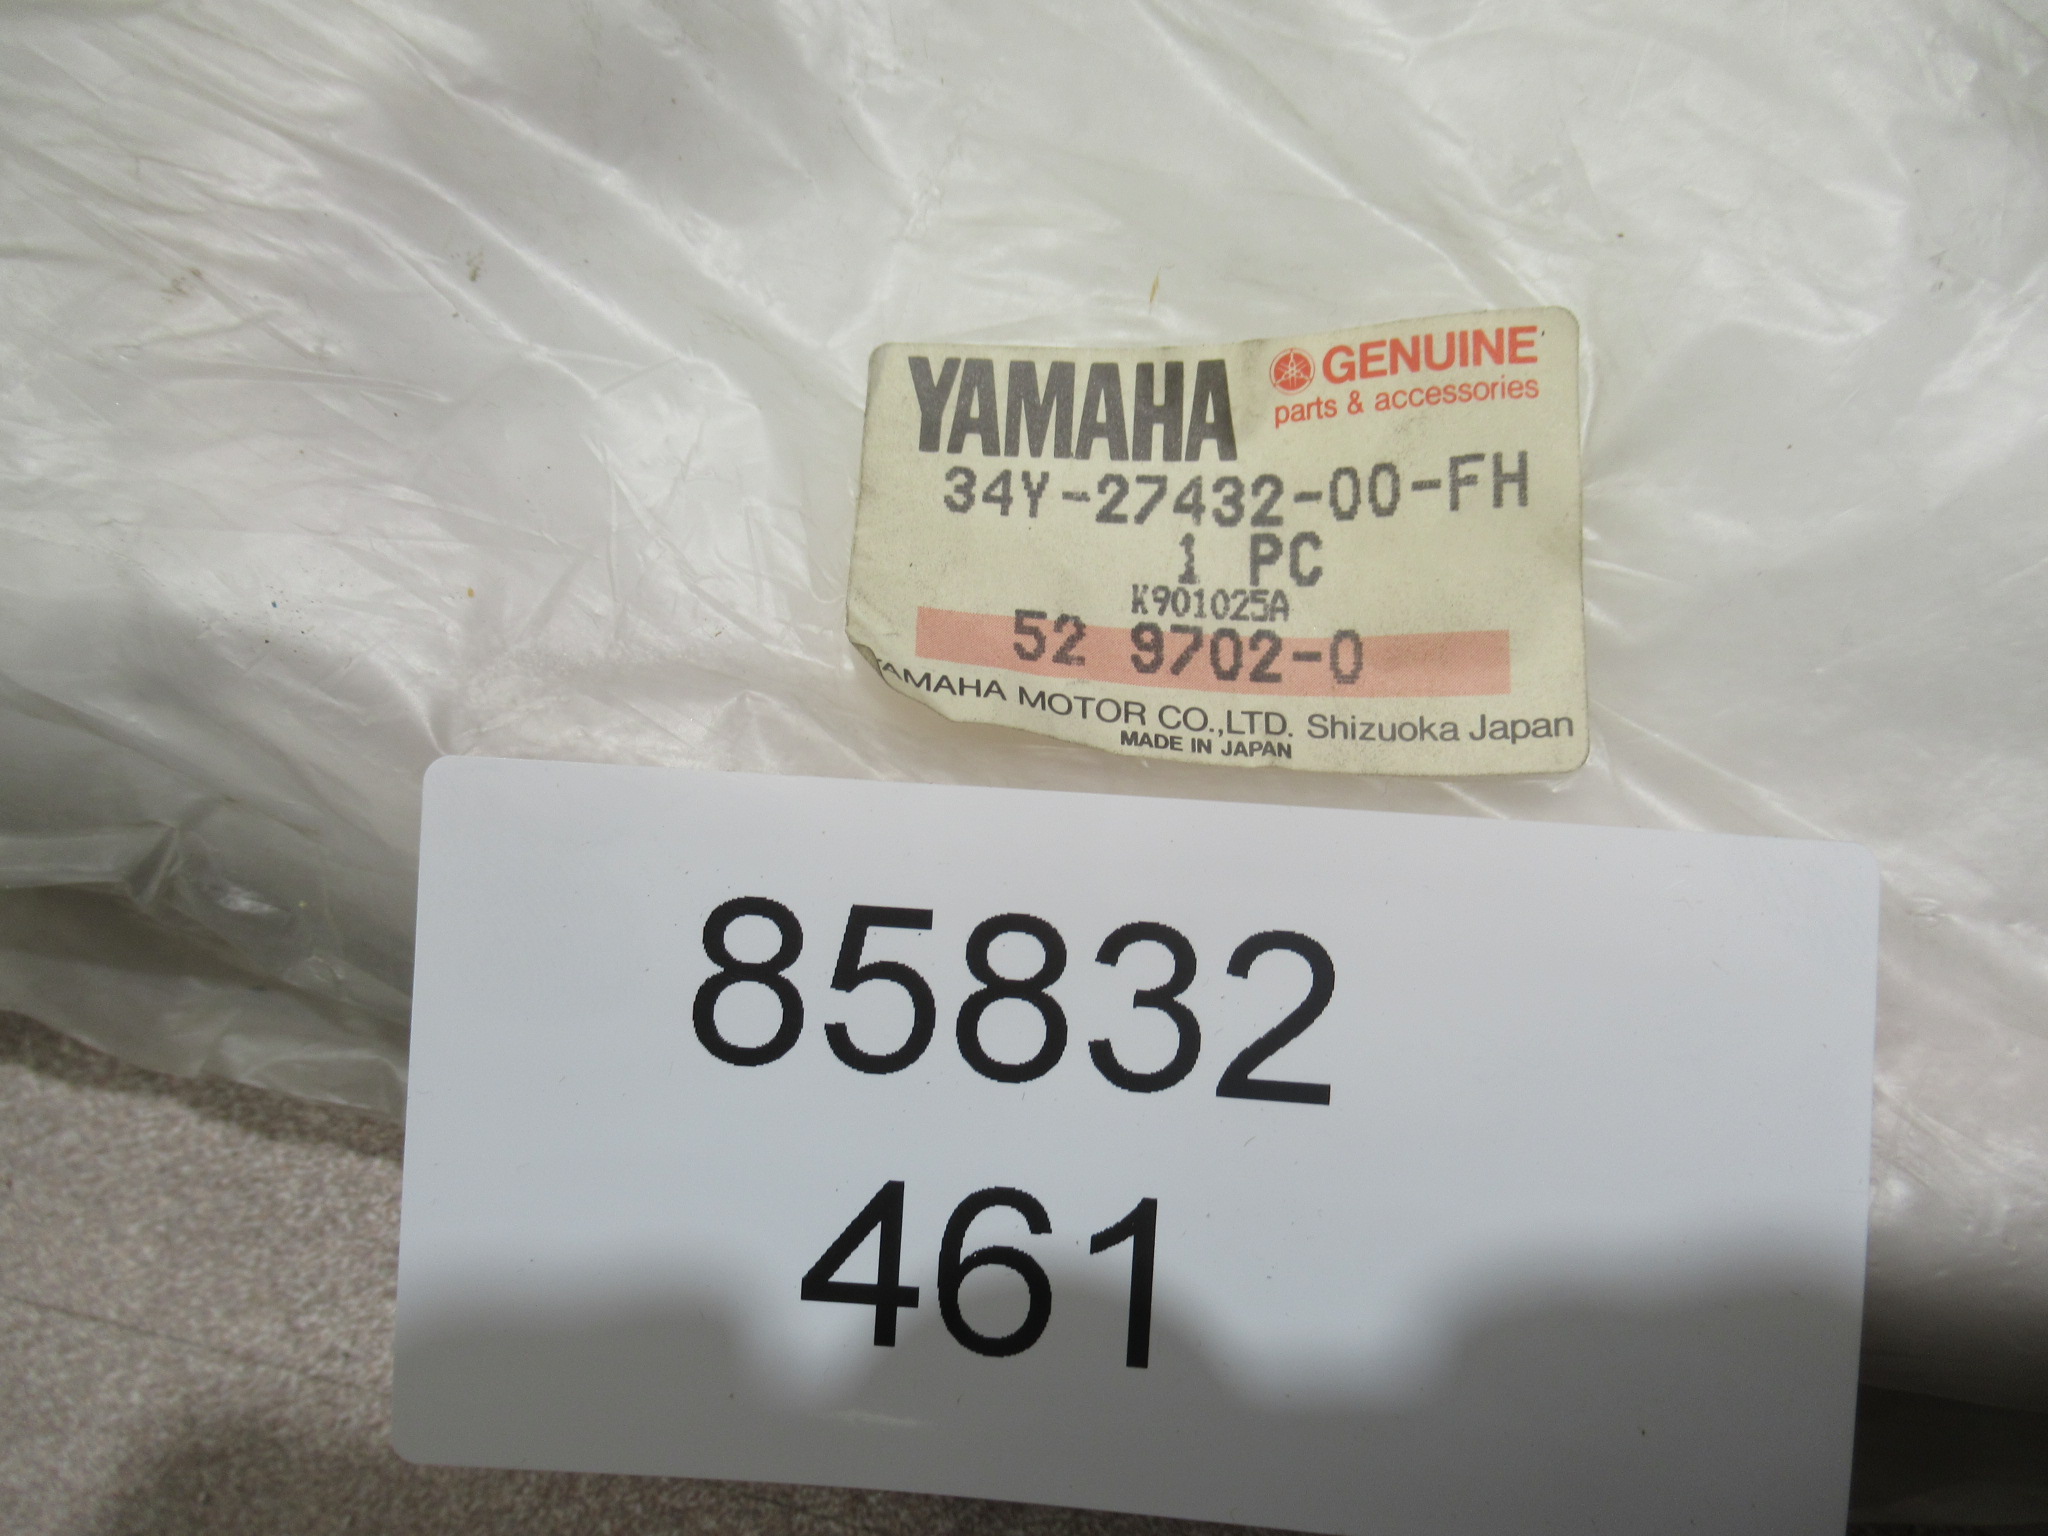 YAMAHA GENUINE
parts & accessories
34Y-27432-00-FH
1 PC
K901025A
52 9702-0
YAMAHA MOTOR CO.,LTD. Shizuoka Japan
MADE IN JAPAN
85832
461